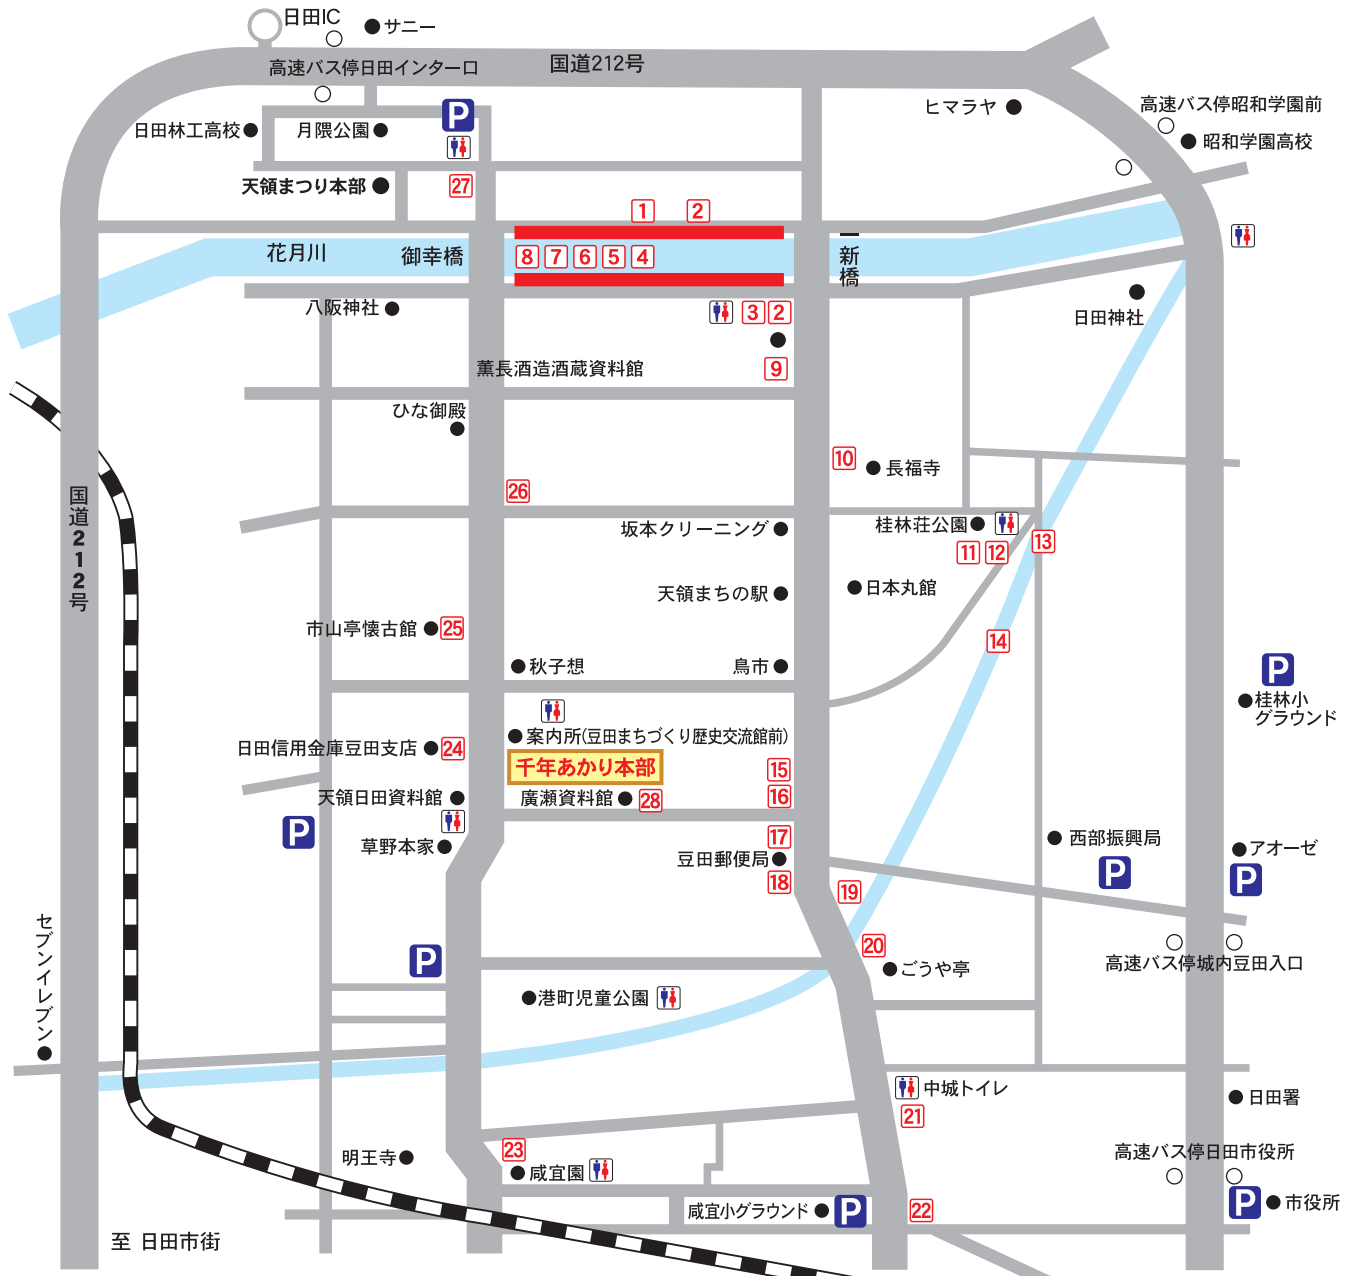 日田IC
サニー
国道212号
高速バス停日田インター口
ヒマラヤ
高速バス停昭和学園前
日田林工高校
月隈公園
P
昭和学園高校
天領まつり本部
27
1
2
花月川
御幸橋
8
7
6
5
4
新橋
八阪神社
3
2
日田神社
薫長酒造酒蔵資料館
9
ひな御殿
10
長福寺
国道212号
26
坂本クリーニング
桂林荘公園
11
12
13
天領まちの駅
日本丸館
市山亭懐古館
25
14
秋子想
鳥市
P
桂林小
グラウンド
案内所(豆田まちづくり歴史交流館前)
日田信用金庫豆田支店
24
千年あかり本部
15
天領日田資料館
廣瀬資料館
28
16
P
草野本家
17
西部振興局
アオーゼ
豆田郵便局
P
P
18
19
セブンイレブン
20
P
ごうや亭
高速バス停城内豆田入口
港町児童公園
中城トイレ
21
日田署
23
明王寺
咸宜園
高速バス停日田市役所
咸宜小グラウンド
P
22
P
市役所
至 日田市街